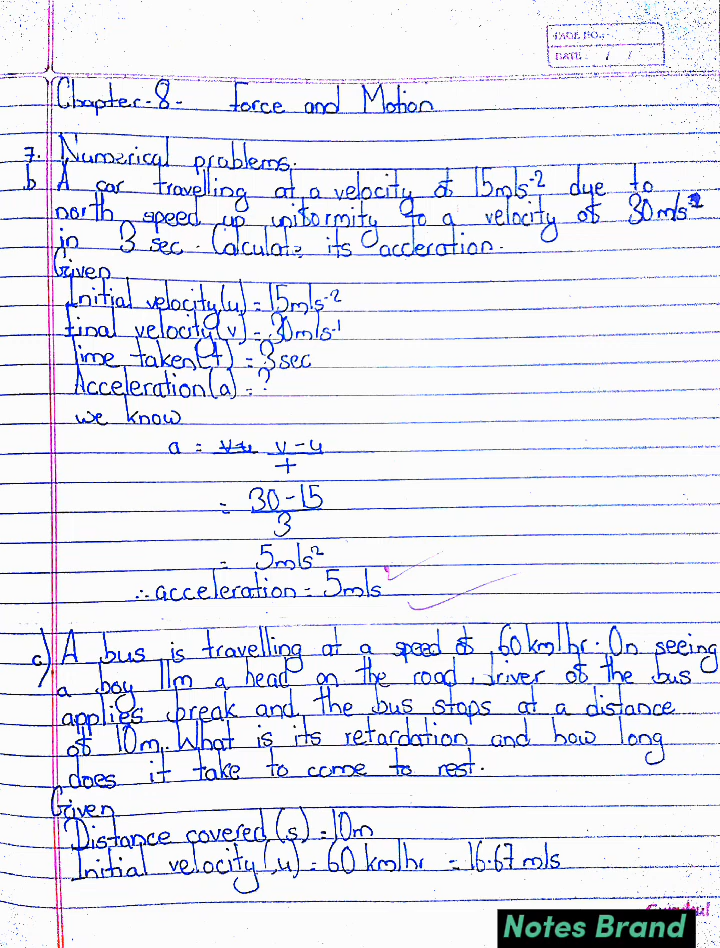 PAGE NO.:
DATE: / /
Chapter-8- Force and Motion
7. Numerical problems.
b A car travelling at a velocity of 15m/s-2 dye to
north speed up uniformity to a velocity of 30m/s-2
in 3 sec. Calculate its accleration.
Given
Initial velocity(u) = 15m/s-2
final velocity(v) = 30m/s-1
Time taken(t) = 3sec
Acceleration(a) = ?
we know
a = v-u
t
= 30-15
3
= 5m/s²
∴ acceleration = 5m/s
c) A bus is travelling at a speed of 60km/hr. On seeing
a boy 11m a head on the road, driver of the bus
applies break and the bus stops at a distance
of 10m. What is its retardation and how long
does it take to come to rest.
Given
Distance covered (s) = 10m
Initial velocity(u) = 60km/hr = 16.67m/s
Notes Brand